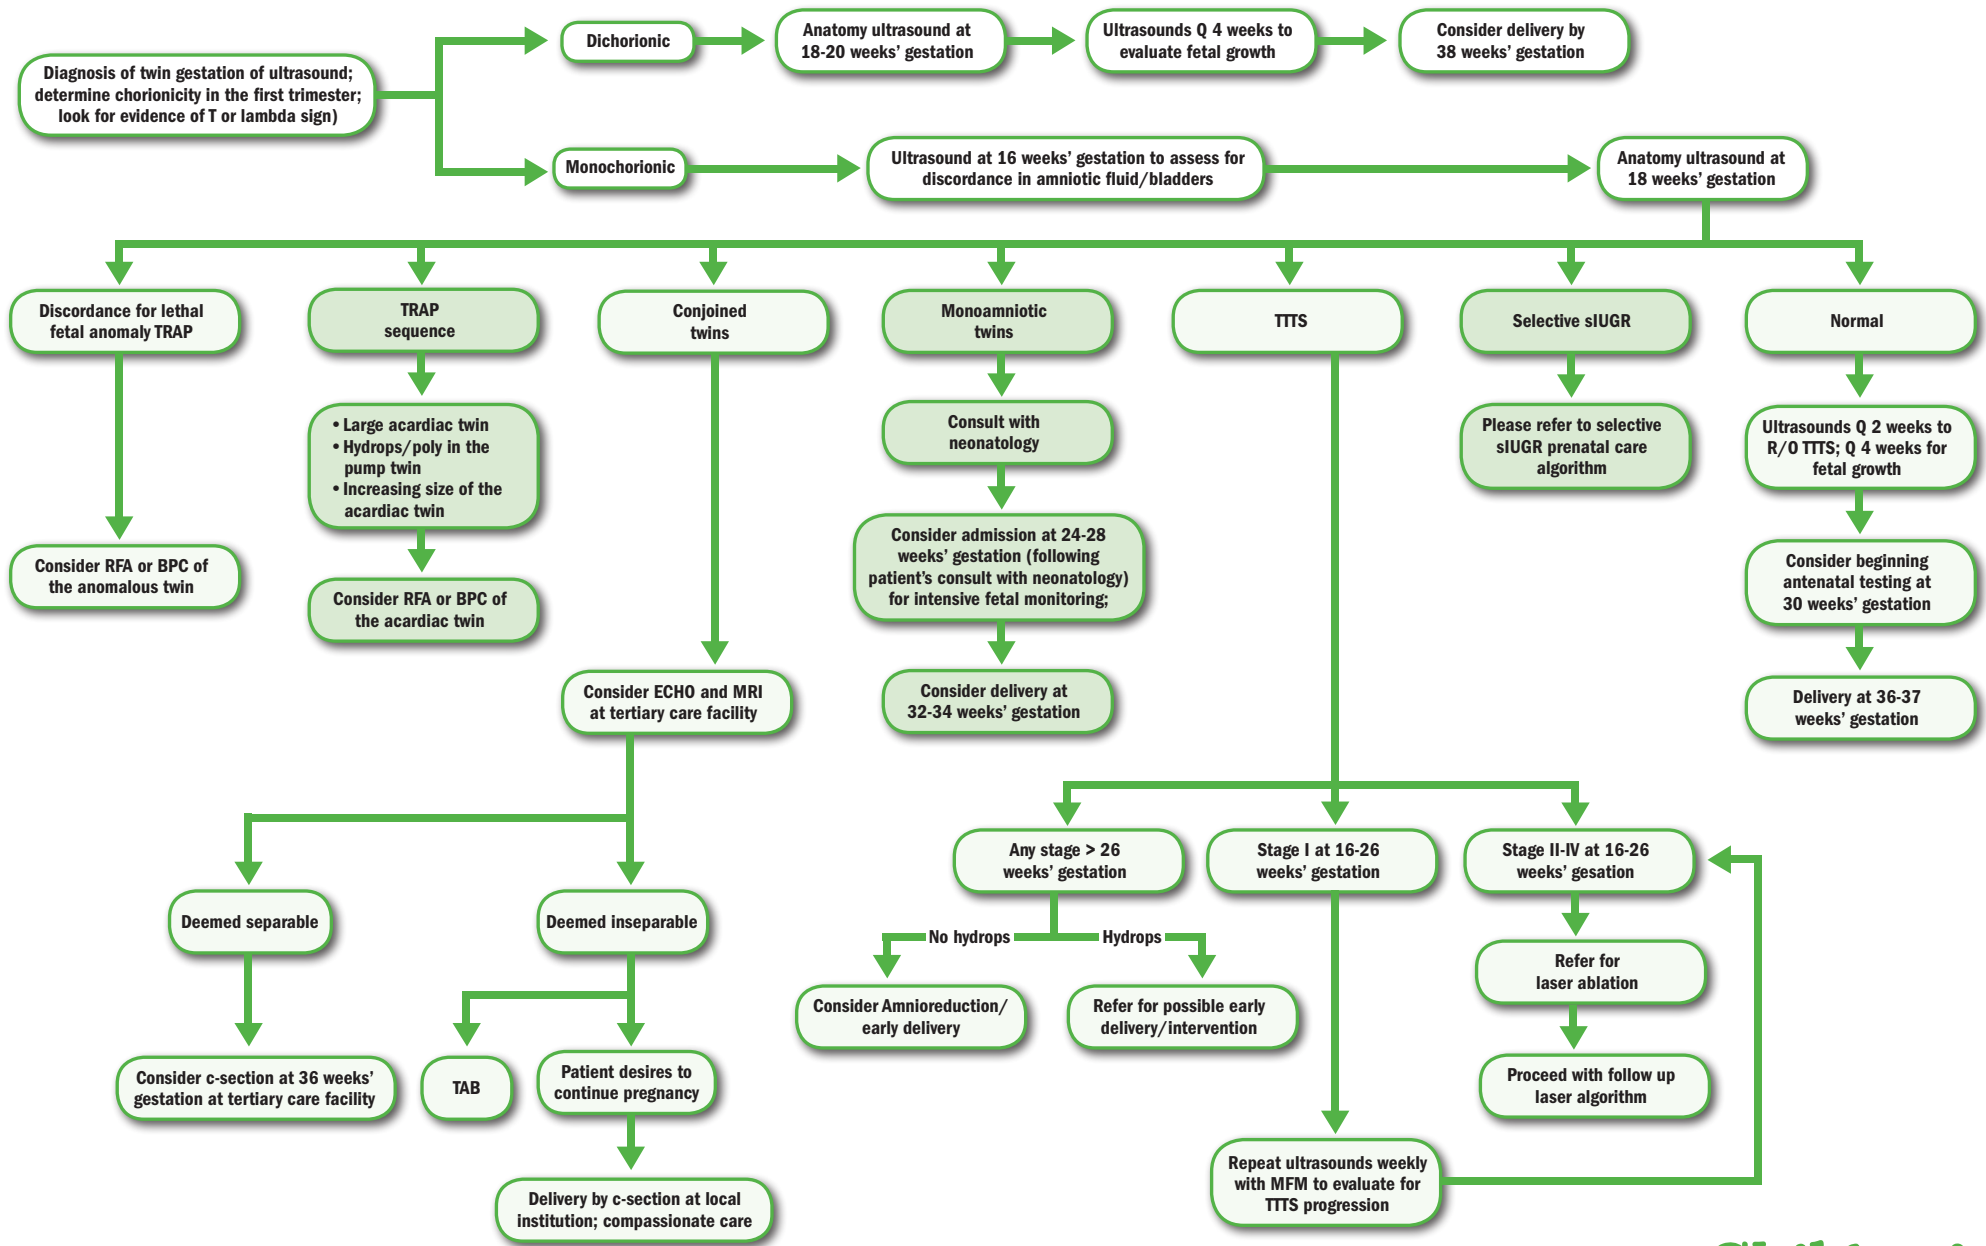 Diagnosis of twin gestation of ultrasound;
determine chorionicity in the first trimester;
look for evidence of T or lambda sign)
Dichorionic
Anatomy ultrasound at
18-20 weeks' gestation
Ultrasounds Q 4 weeks to
evaluate fetal growth
Consider delivery by
38 weeks' gestation
Monochorionic
Ultrasound at 16 weeks' gestation to assess for
discordance in amniotic fluid/bladders
Anatomy ultrasound at
18 weeks' gestation
Discordance for lethal
fetal anomaly TRAP
Consider RFA or BPC of
the anomalous twin
TRAP
sequence
• Large acardiac twin
• Hydrops/poly in the
pump twin
• Increasing size of the
acardiac twin
Consider RFA or BPC of
the acardiac twin
Conjoined
twins
Consider ECHO and MRI
at tertiary care facility
Deemed separable
Consider c-section at 36 weeks'
gestation at tertiary care facility
Deemed inseparable
TAB
Patient desires to
continue pregnancy
Delivery by c-section at local
institution; compassionate care
Monoamniotic
twins
Consult with
neonatology
Consider admission at 24-28
weeks' gestation (following
patient's consult with neonatology)
for intensive fetal monitoring;
Consider delivery at
32-34 weeks' gestation
TTTS
Any stage > 26
weeks' gestation
No hydrops
Hydrops
Consider Amnioreduction/
early delivery
Refer for possible early
delivery/intervention
Stage I at 16-26
weeks' gestation
Repeat ultrasounds weekly
with MFM to evaluate for
TTTS progression
Stage II-IV at 16-26
weeks' gesation
Refer for
laser ablation
Proceed with follow up
laser algorithm
Selective sIUGR
Please refer to selective
sIUGR prenatal care
algorithm
Normal
Ultrasounds Q 2 weeks to
R/O TTTS; Q 4 weeks for
fetal growth
Consider beginning
antenatal testing at
30 weeks' gestation
Delivery at 36-37
weeks' gestation